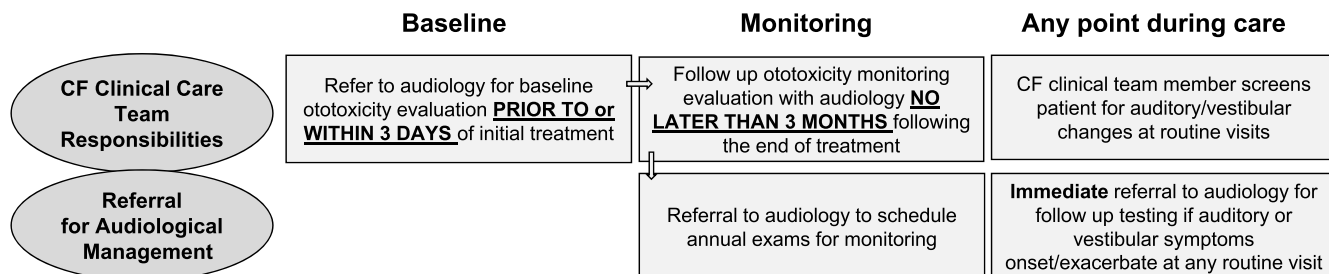 Baseline
Monitoring
Any point during care
CF Clinical Care
Team
Responsibilities
Refer to audiology for baseline
ototoxicity evaluation PRIOR TO or
WITHIN 3 DAYS of initial treatment
Follow up ototoxicity monitoring
evaluation with audiology NO
LATER THAN 3 MONTHS following
the end of treatment
CF clinical team member screens
patient for auditory/vestibular
changes at routine visits
Referral
for Audiological
Management
Referral to audiology to schedule
annual exams for monitoring
Immediate referral to audiology for
follow up testing if auditory or
vestibular symptoms
onset/exacerbate at any routine visit